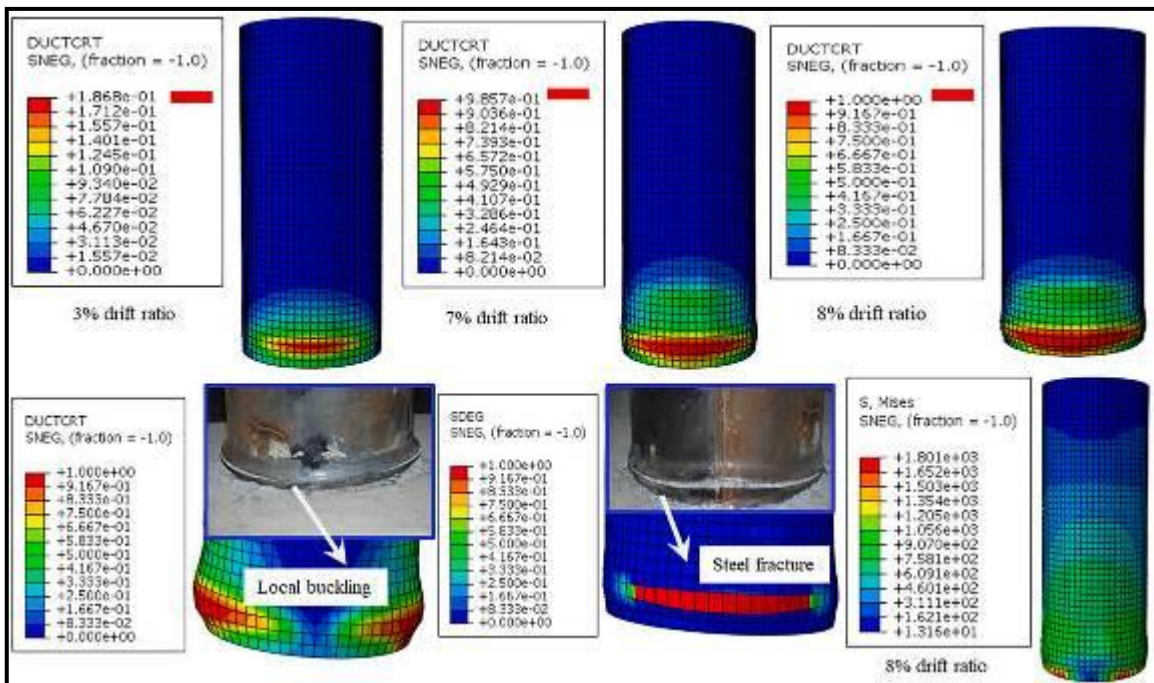 DUCTCRT
SNEG, (fraction = -1.0)
+1.868e-01
+1.712e-01
+1.557e-01
+1.401e-01
+1.245e-01
+1.090e-01
+9.340e-02
+7.784e-02
+6.227e-02
+4.670e-02
+3.113e-02
+1.557e-02
+0.000e+00
3% drift ratio
DUCTCRT
SNEG, (fraction = -1.0)
+9.857e-01
+9.036e-01
+8.214e-01
+7.393e-01
+6.572e-01
+5.750e-01
+4.929e-01
+4.107e-01
+3.286e-01
+2.464e-01
+1.643e-01
+8.214e-02
+0.000e+00
7% drift ratio
DUCTCRT
SNEG, (fraction = -1.0)
+1.000e+00
+9.167e-01
+8.333e-01
+7.500e-01
+6.667e-01
+5.833e-01
+5.000e-01
+4.167e-01
+3.333e-01
+2.500e-01
+1.667e-01
+8.333e-02
+0.000e+00
8% drift ratio
DUCTCRT
SNEG, (fraction = -1.0)
+1.000e+00
+9.167e-01
+8.333e-01
+7.500e-01
+6.667e-01
+5.833e-01
+5.000e-01
+4.167e-01
+3.333e-01
+2.500e-01
+1.667e-01
+8.333e-02
+0.000e+00
Local buckling
SDEG
SNEG, (fraction = -1.0)
+1.000e+00
+9.167e-01
+8.333e-01
+7.500e-01
+6.667e-01
+5.833e-01
+5.000e-01
+4.167e-01
+3.333e-01
+2.500e-01
+1.667e-01
+8.333e-02
+0.000e+00
Steel fracture
S, Mises
SNEG, (fraction = -1.0)
+1.801e+03
+1.652e+03
+1.503e+03
+1.354e+03
+1.205e+03
+1.056e+03
+9.070e+02
+7.581e+02
+6.091e+02
+4.601e+02
+3.111e+02
+1.621e+02
+1.316e+01
8% drift ratio